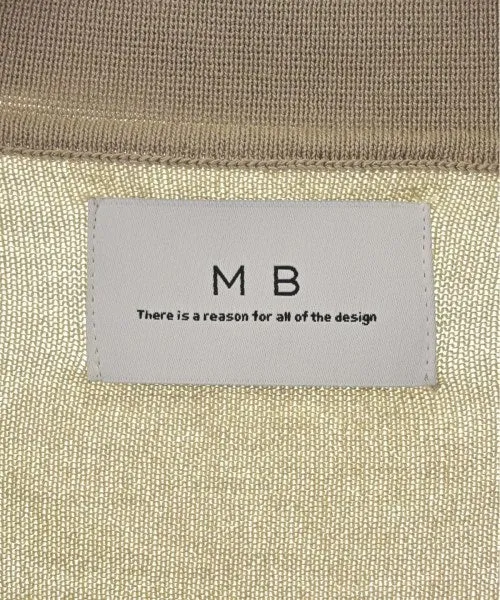 M B
There is a reason for all of the design